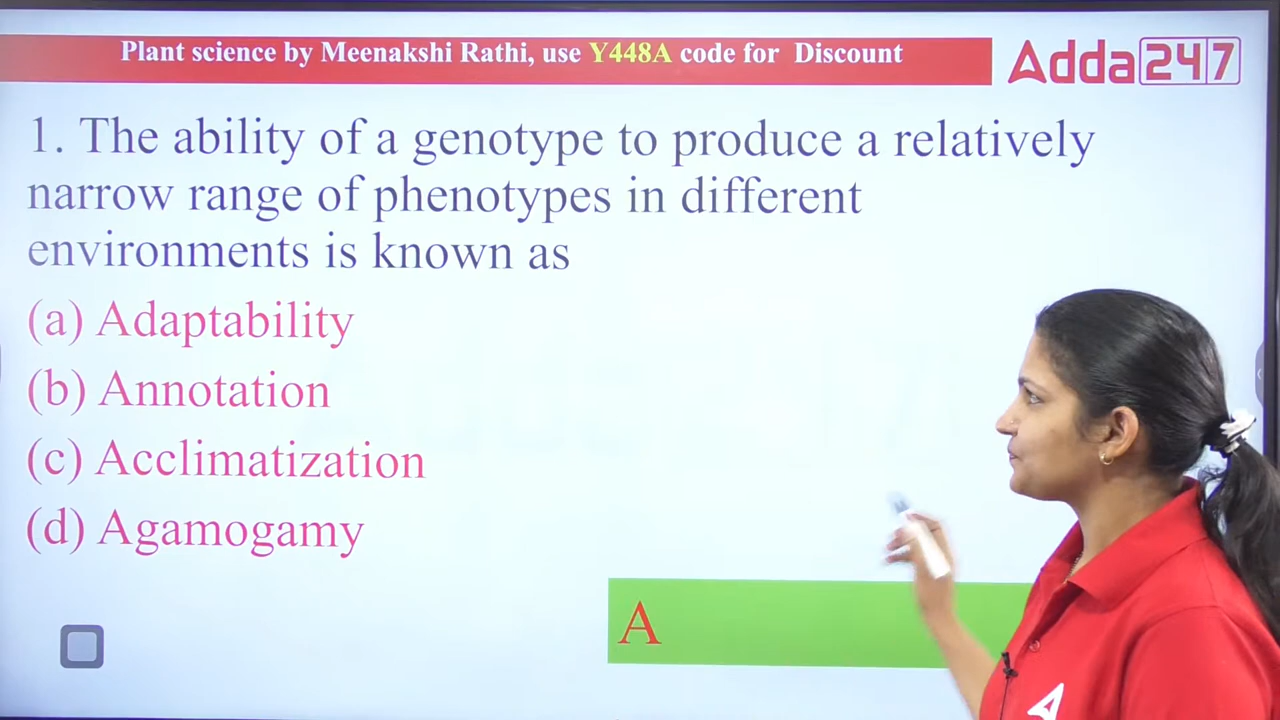 Plant science by Meenakshi Rathi, use Y448A code for Discount
Adda247
1. The ability of a genotype to produce a relatively
narrow range of phenotypes in different
environments is known as
(a) Adaptability
(b) Annotation
(c) Acclimatization
(d) Agamogamy
A